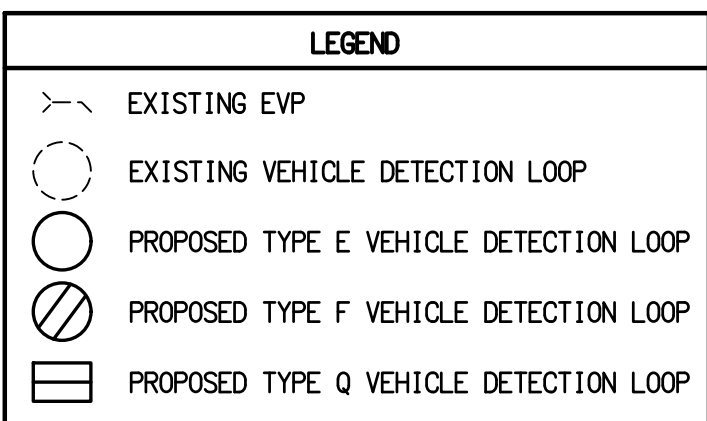 LEGEND
EXISTING EVP
EXISTING VEHICLE DETECTION LOOP
PROPOSED TYPE E VEHICLE DETECTION LOOP
PROPOSED TYPE F VEHICLE DETECTION LOOP
PROPOSED TYPE Q VEHICLE DETECTION LOOP